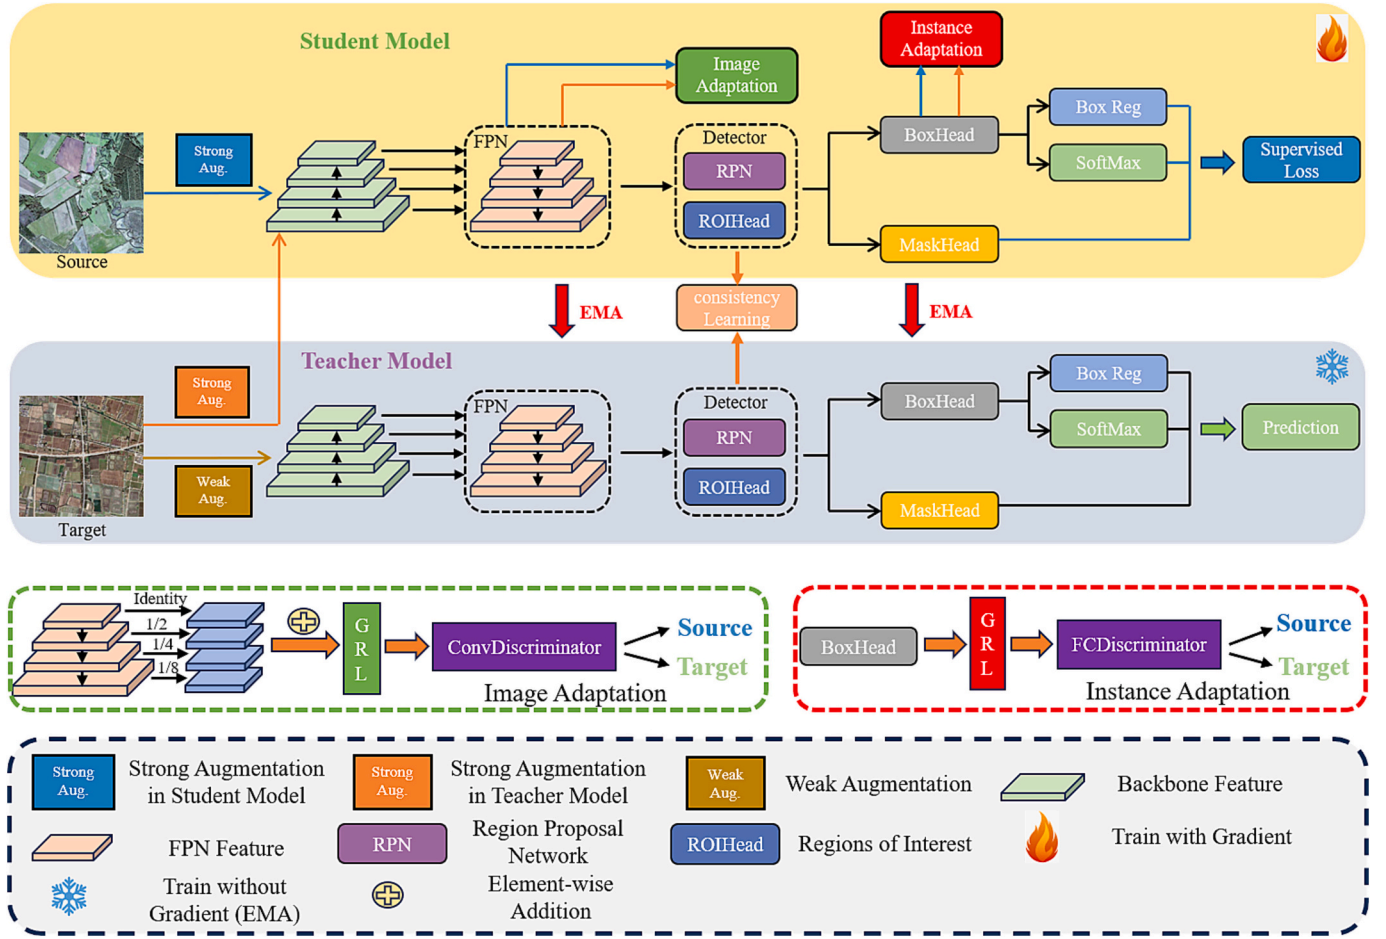 Student Model
Instance
Adaptation
Image
Adaptation
Strong
Aug.
FPN
Detector
RPN
ROIHead
BoxHead
Box Reg
SoftMax
MaskHead
Supervised
Loss
Source
EMA
consistency
Learning
EMA
Teacher Model
Strong
Aug.
Weak
Aug.
FPN
Detector
RPN
ROIHead
BoxHead
Box Reg
SoftMax
MaskHead
Prediction
Target
Identity
1/2
1/4
1/8
G
R
L
ConvDiscriminator
Source
Target
Image Adaptation
BoxHead
G
R
L
FCDiscriminator
Source
Target
Instance Adaptation
Strong
Aug.
Strong Augmentation
in Student Model
Strong
Aug.
Strong Augmentation
in Teacher Model
Weak
Aug.
Weak Augmentation
Backbone Feature
FPN Feature
RPN
Region Proposal
Network
ROIHead
Regions of Interest
Train with Gradient
Train without
Gradient (EMA)
Element-wise
Addition